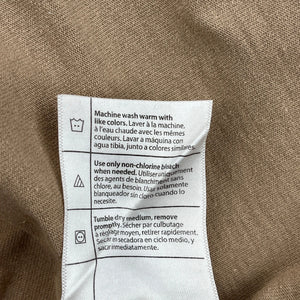 Machine wash warm with
like colors. Laver à la machine,
à l'eau chaude avec les mêmes
couleurs. Lavar a máquina con
agua tibia, junto a colores similares.
Use only non-chlorine bleach
when needed. Utiliser uniquement
des agents de blanchiment sans
chlore, au besoin. Use solamente
blanqueador sin cloro cuando lo
necesite.
Tumble dry medium, remove
promptly. Sécher par culbutage
à réglage moyen, retirer rapidement.
Secar en secadora en ciclo medio, y
sacar inmediatamente.